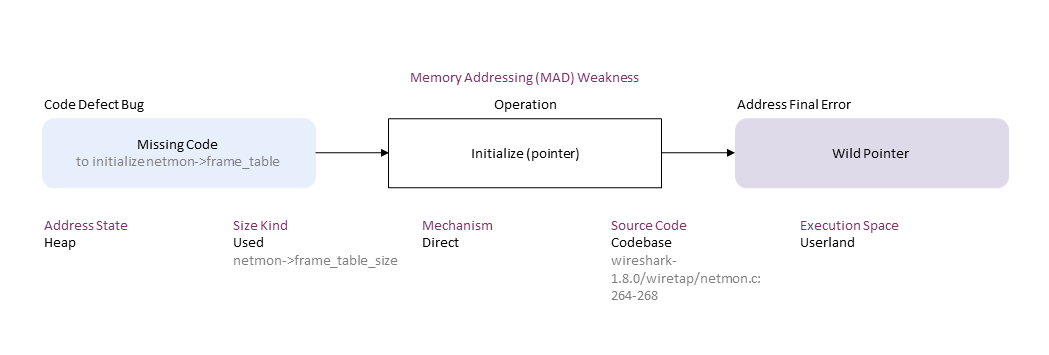 Memory Addressing (MAD) Weakness
Code Defect Bug
Operation
Address Final Error
Missing Code
to initialize netmon->frame_table
Initialize (pointer)
Wild Pointer
Address State
Heap
Size Kind
Used
netmon->frame_table_size
Mechanism
Direct
Source Code
Codebase
wireshark-
1.8.0/wiretap/netmon.c:
264-268
Execution Space
Userland